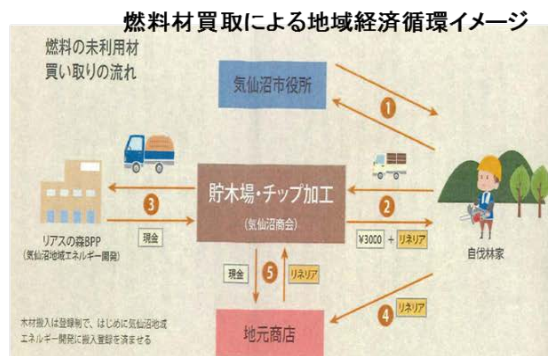 燃料材買取による地域経済循環イメージ
燃料の未利用材
買い取りの流れ
気仙沼市役所
1
貯木場・チップ加工
(気仙沼商会)
3
2
リアスの森BPP
(気仙沼地域エネルギー開発)
現金
¥3000 + リネリア
自伐林家
現金
5
リネリア
4
リネリア
地元商店
木材搬入は登録制で、はじめに気仙沼地域
エネルギー開発に搬入登録を済ませる